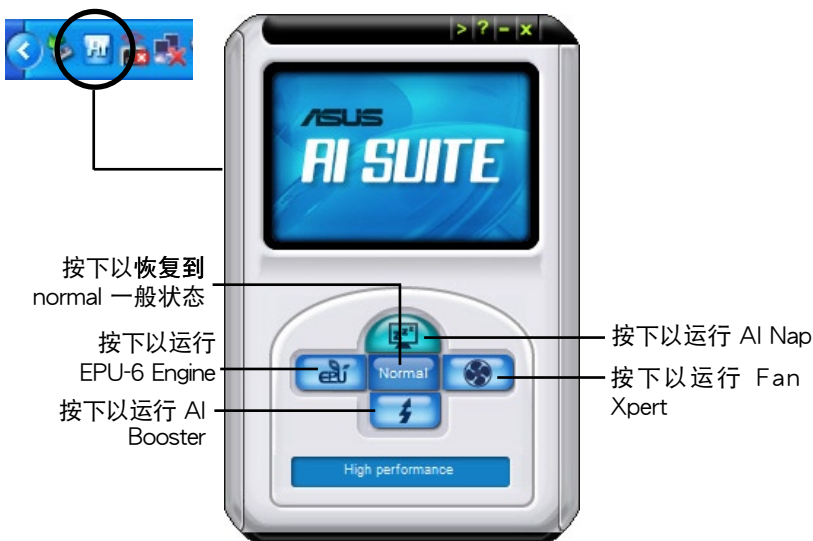 > ? - x
ASUS
AI SUITE
按下以恢复到
normal 一般状态
按下以运行
EPU-6 Engine
按下以运行 AI
Booster
zzz
EPU
Normal
按下以运行 AI Nap
按下以运行 Fan
Xpert
High performance